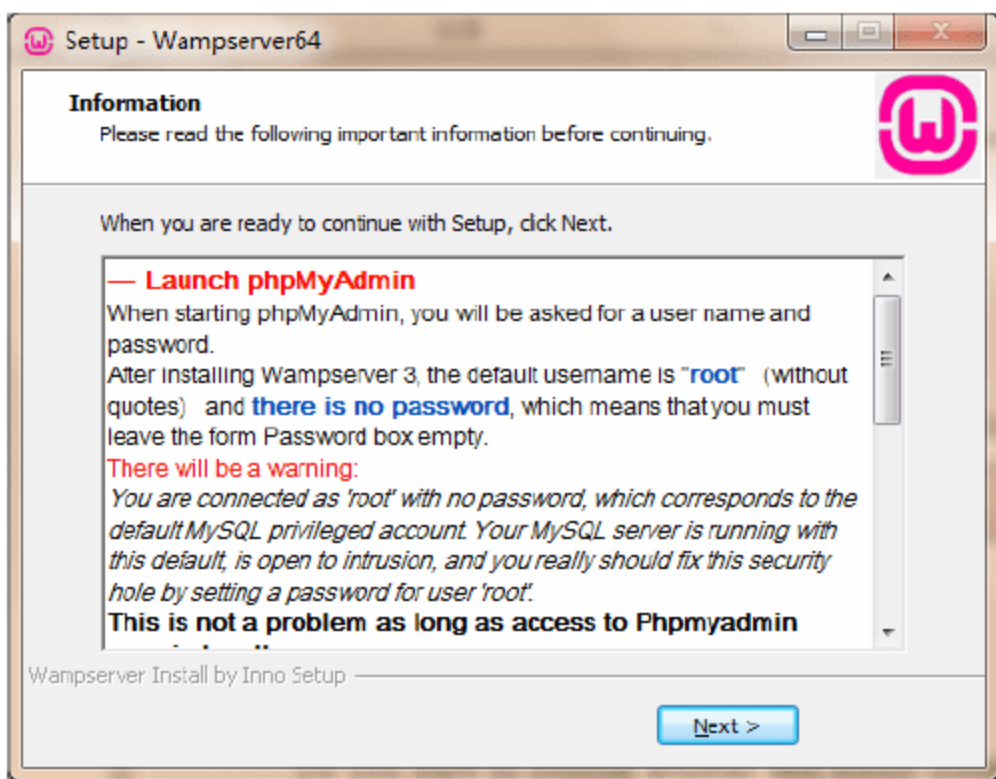 Setup - Wampserver64
Information
Please read the following important information before continuing.
When you are ready to continue with Setup, click Next.
— Launch phpMyAdmin
When starting phpMyAdmin, you will be asked for a user name and
password.
After installing Wampserver 3, the default username is "root" (without
quotes) and there is no password, which means that you must
leave the form Password box empty.
There will be a warning:
You are connected as 'root' with no password, which corresponds to the
default MySQL privileged account. Your MySQL server is running with
this default, is open to intrusion, and you really should fix this security
hole by setting a password for user 'root'.
This is not a problem as long as access to Phpmyadmin
Wampserver Install by Inno Setup
Next >